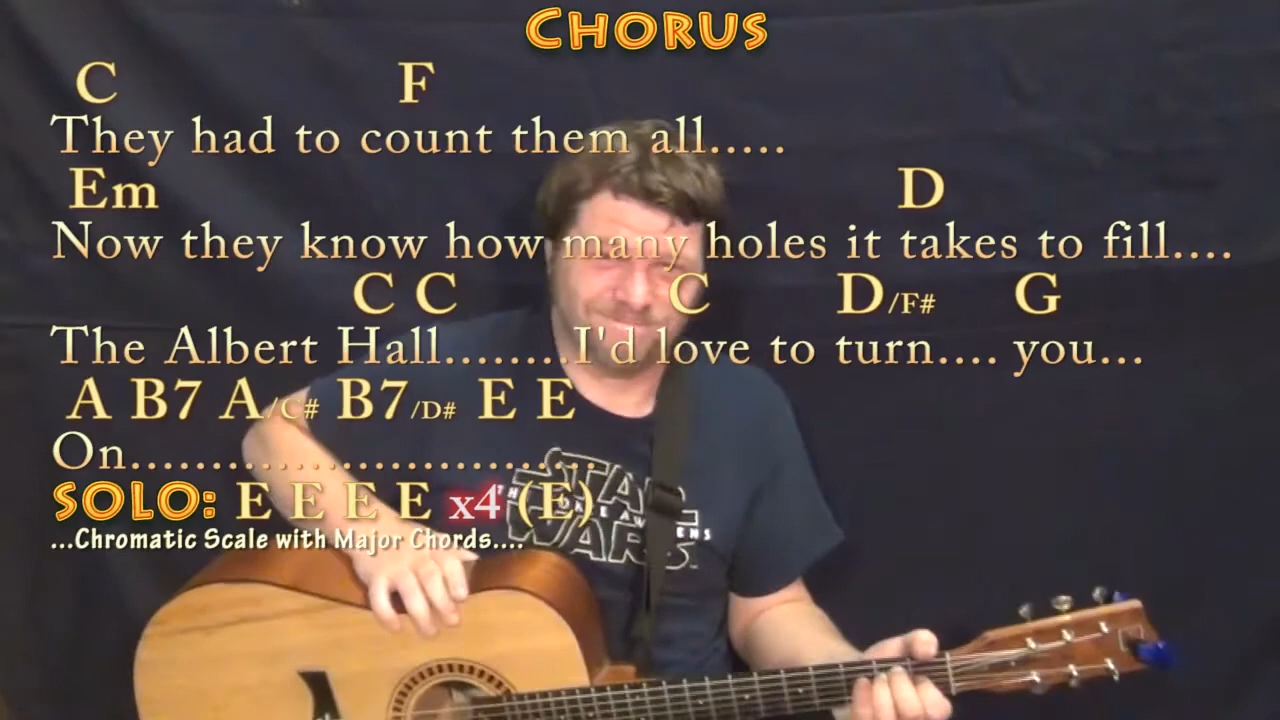 CHORUS
C F
They had to count them all.....
Em D
Now they know how many holes it takes to fill....
C C C D/F# G
The Albert Hall........I'd love to turn.... you...
A B7 A/C# B7/D# E E
On.............................
SOLO: E E E E x4 (E)
...Chromatic Scale with Major Chords....
STAR
WARS